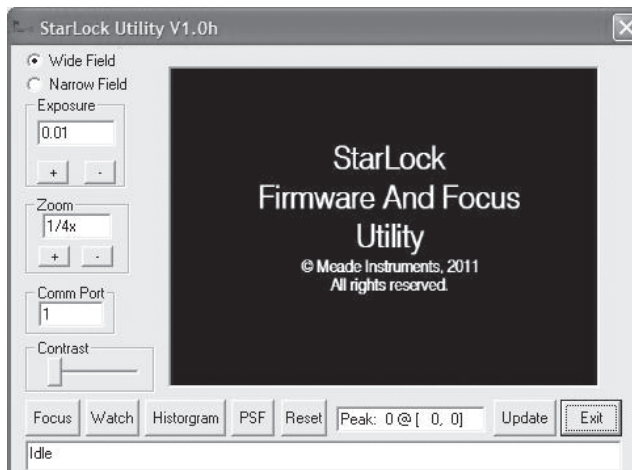 StarLock Utility V1.0h
Wide Field
Narrow Field
Exposure
0.01
+ -
Zoom
1/4x
+ -
Comm Port
1
Contrast
StarLock
Firmware And Focus
Utility
© Meade Instruments, 2011
All rights reserved.
Focus Watch Historgram PSF Reset Peak: 0 @ [ 0, 0] Update Exit
Idle